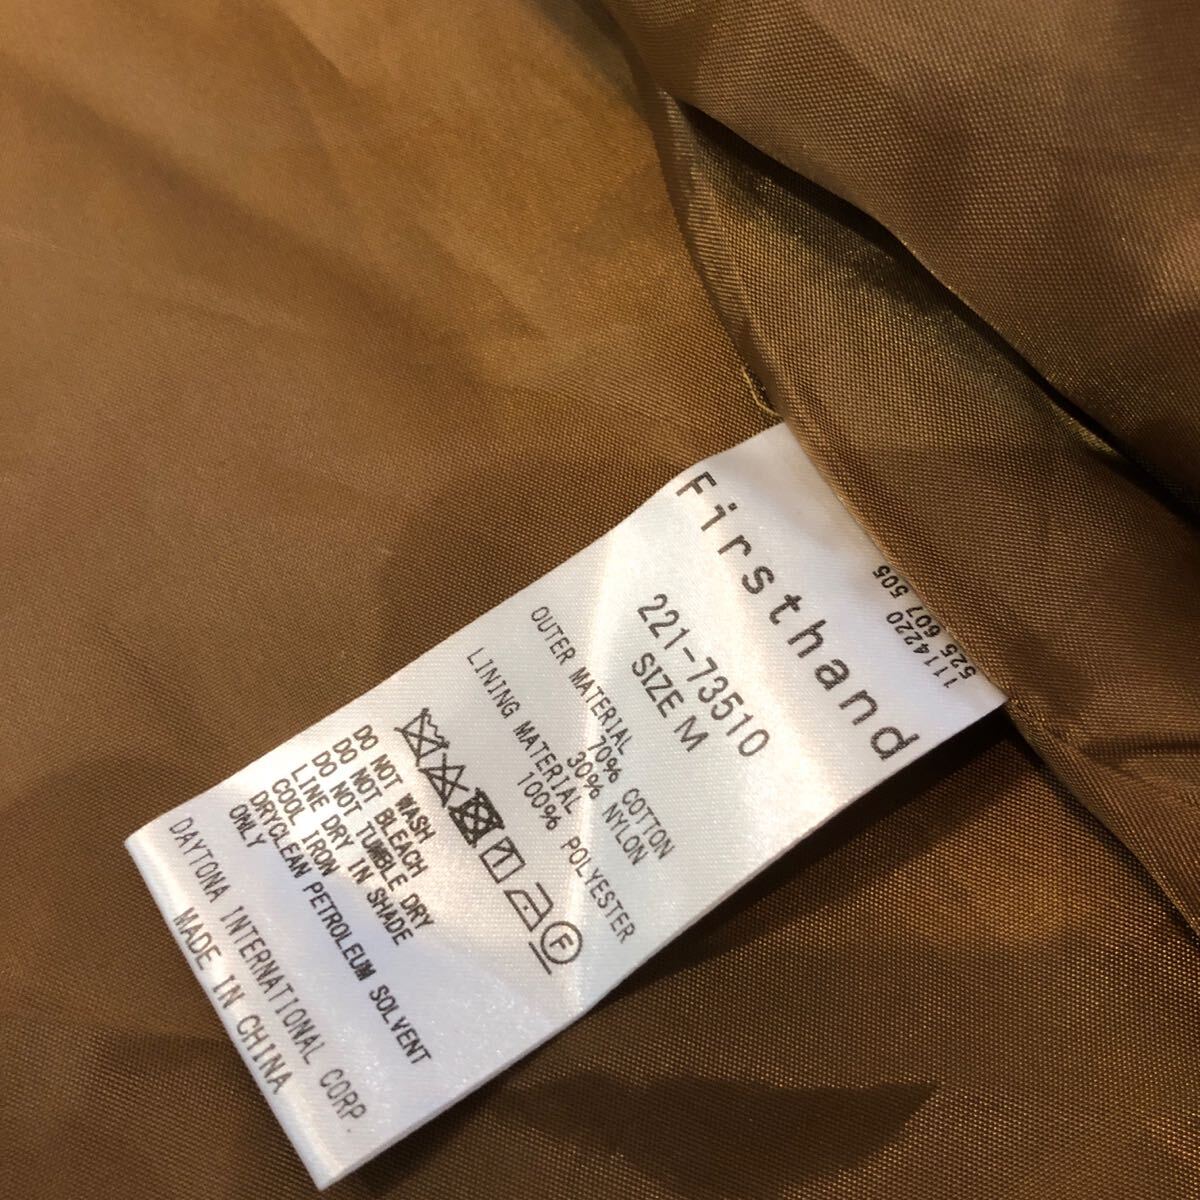 Firsthand
221-73510
SIZE M
OUTER MATERIAL
70% COTTON
30% NYLON
LINING MATERIAL
100% POLYESTER
F
DO NOT WASH
DO NOT BLEACH
DO NOT TUMBLE DRY
LINE DRY IN SHADE
COOL IRON
DRYCLEAN PETROLEUM SOLVENT
ONLY
DAYTONA INTERNATIONAL CORP.
MADE IN CHINA
1114220
525 607 505